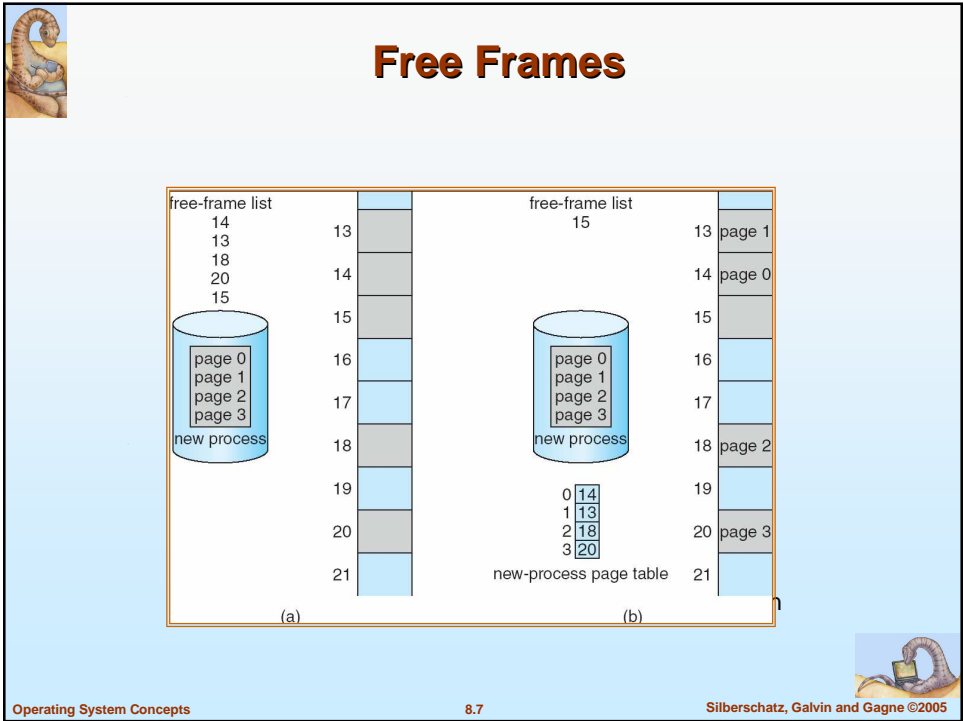 Free Frames
free-frame list
14
13
18
20
15
page 0
page 1
page 2
page 3
new process
13
14
15
16
17
18
19
20
21
(a)
free-frame list
15
page 0
page 1
page 2
page 3
new process
0 14
1 13
2 18
3 20
new-process page table
13 page 1
14 page 0
15
16
17
18 page 2
19
20 page 3
21
(b)
Operating System Concepts
8.7
Silberschatz, Galvin and Gagne ©2005